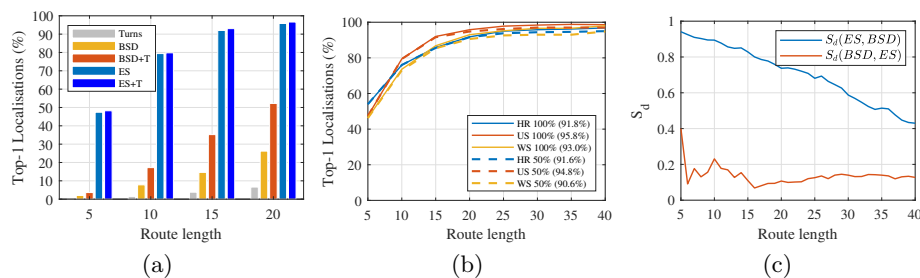 Top-1 Localisations (%)
100
90
80
70
60
50
40
30
20
10
0
Turns
BSD
BSD+T
ES
ES+T
5 10 15 20
Route length
(a)
Top-1 Localisations (%)
100
80
60
40
20
0
HR 100% (91.8%)
US 100% (95.8%)
WS 100% (93.0%)
HR 50% (91.6%)
US 50% (94.8%)
WS 50% (90.6%)
5 10 15 20 25 30 35 40
Route length
(b)
S_d
1
0.8
0.6
0.4
0.2
0
S_d(ES, BSD)
S_d(BSD, ES)
5 10 15 20 25 30 35 40
Route length
(c)